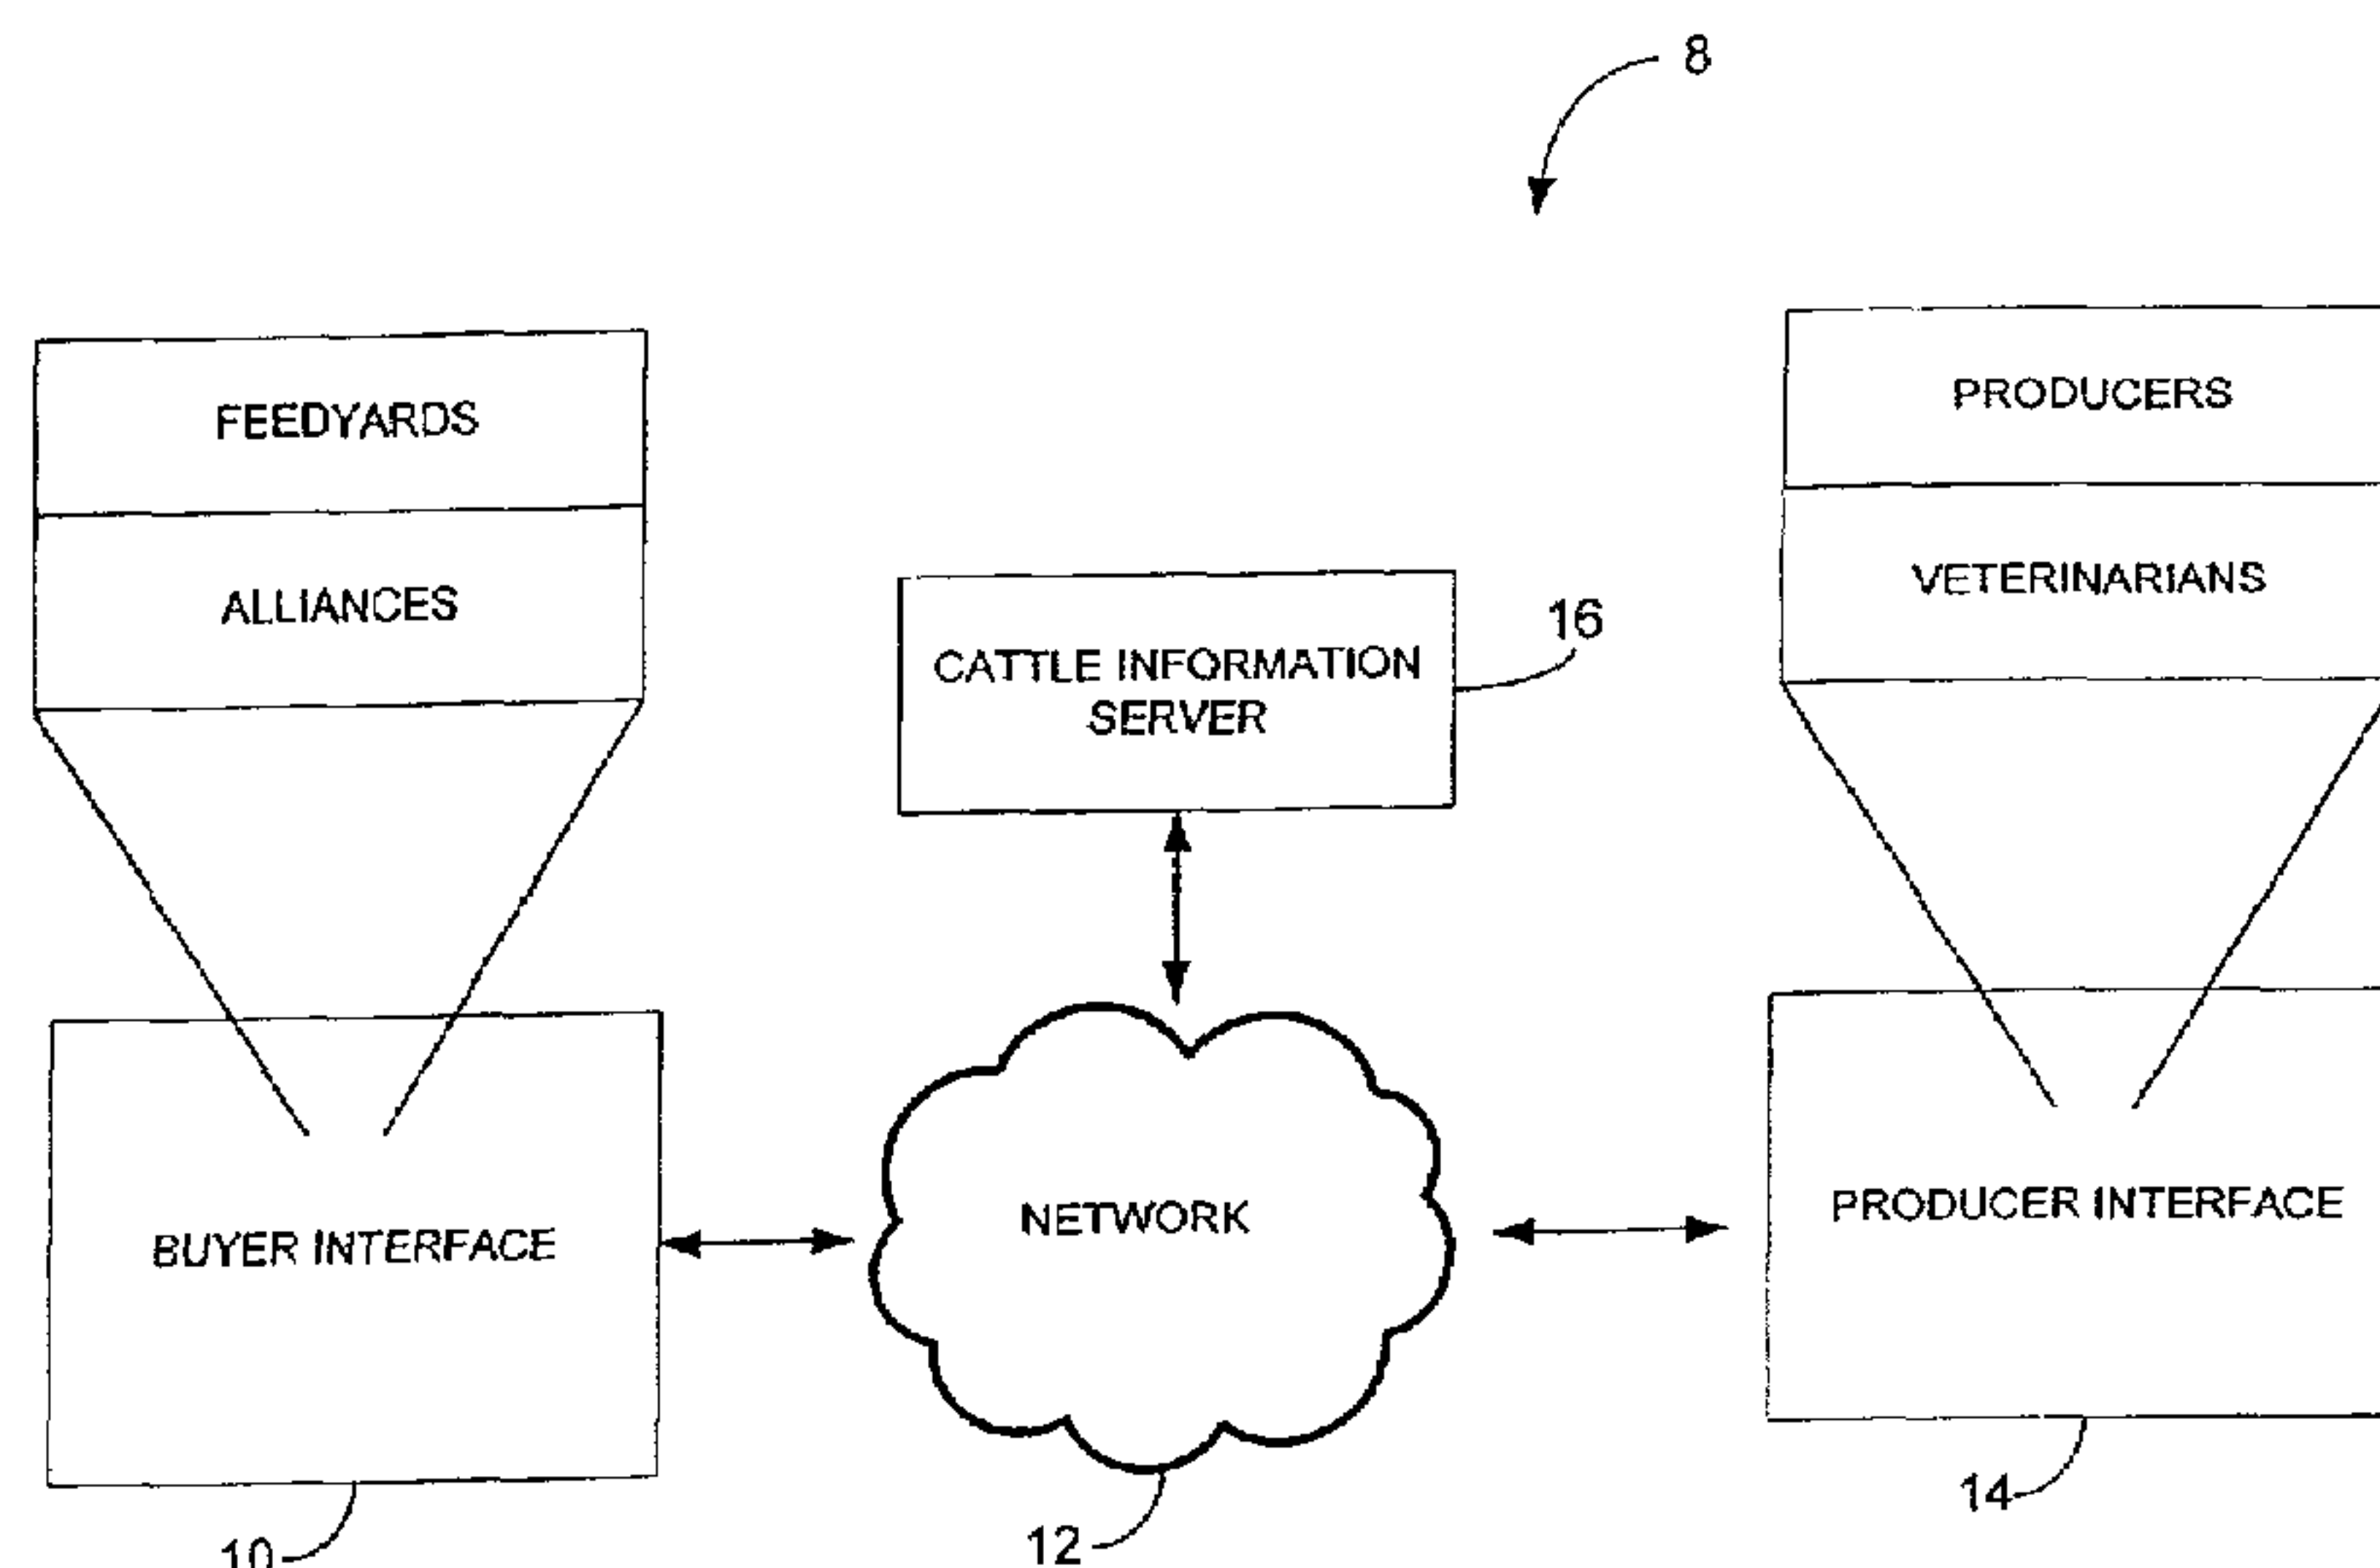 8
FEEDYARDS
ALLIANCES
PRODUCERS
VETERINARIANS
CATTLE INFORMATION
SERVER
16
BUYER INTERFACE
NETWORK
PRODUCER INTERFACE
10
12
14